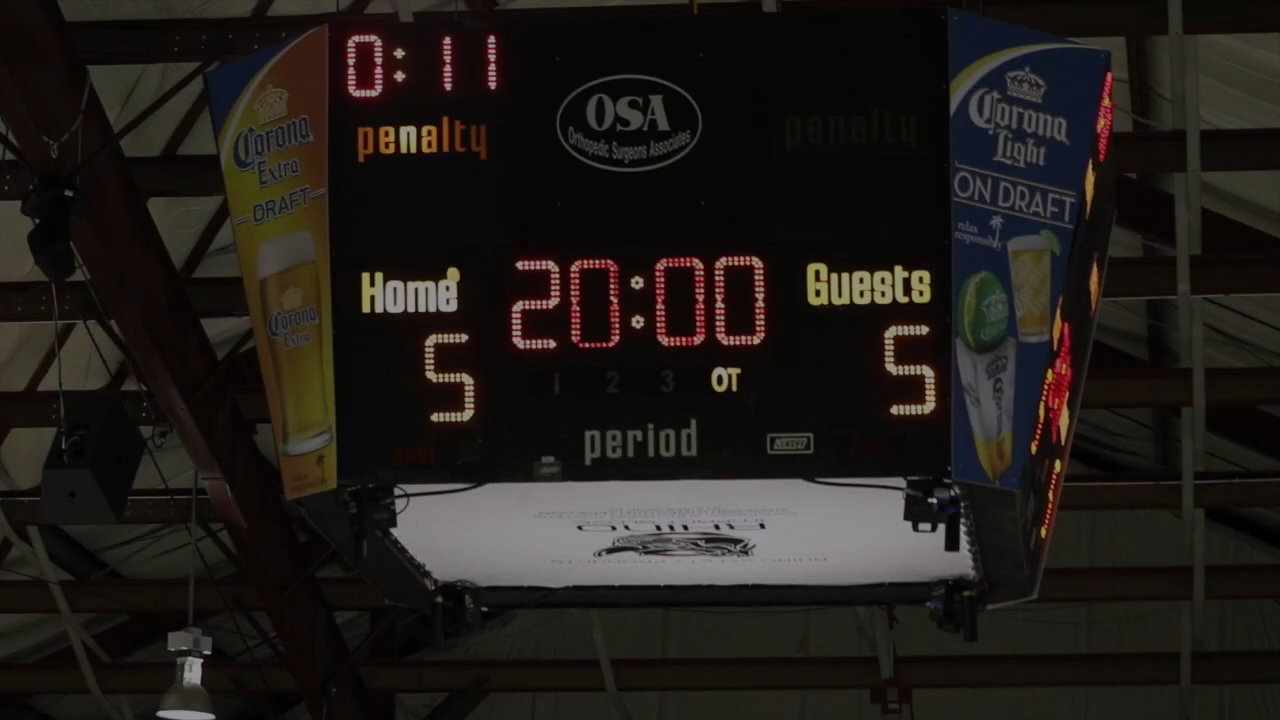 0:11
penalty
OSA
Orthopedic Surgeons Associates
penalty
Corona
Extra
DRAFT
Corona
Extra
Corona
Light
ON DRAFT
relax
responsibly
Home
20:00
Guests
5
1 2 3 OT
5
period